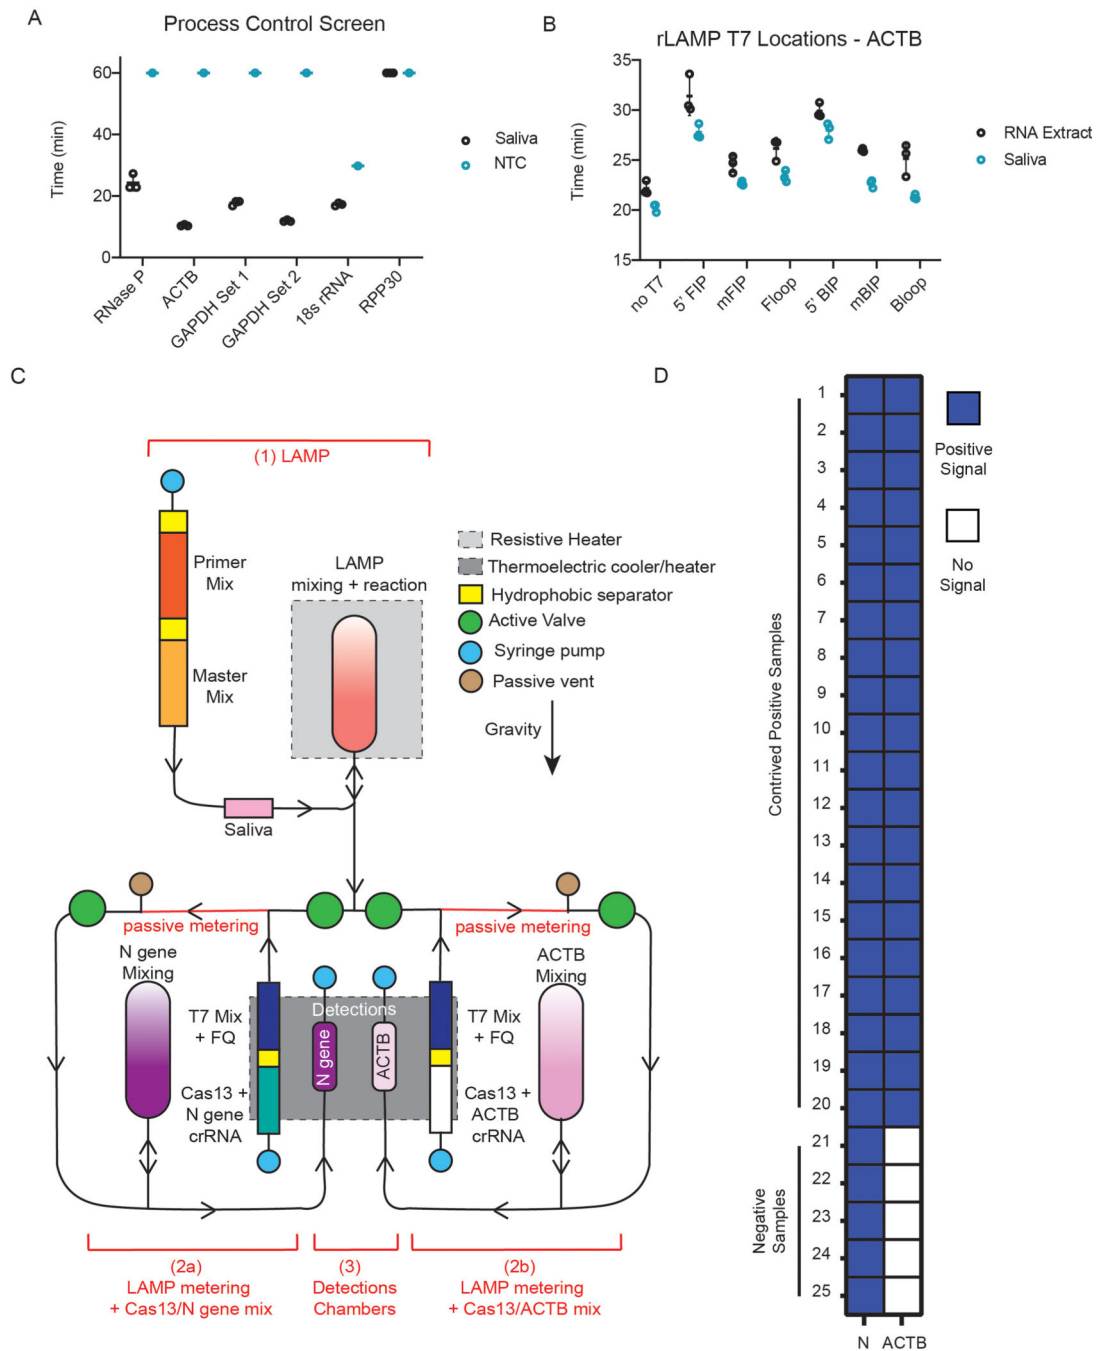 A
Process Control Screen
Time (min)
60
40
20
0
RNase P
ACTB
GAPDH Set 1
GAPDH Set 2
18s rRNA
RPP30
Saliva
NTC
B
rLAMP T7 Locations - ACTB
Time (min)
35
30
25
20
15
no T7
5' FIP
mFIP
Floop
5' BIP
mBIP
Bloop
RNA Extract
Saliva
C
(1) LAMP
Primer
Mix
Master
Mix
LAMP
mixing + reaction
Saliva
Resistive Heater
Thermoelectric cooler/heater
Hydrophobic separator
Active Valve
Syringe pump
Passive vent
Gravity
passive metering
passive metering
N gene
Mixing
T7 Mix
+ FQ
Cas13 +
N gene
crRNA
Detections
N gene
ACTB
T7 Mix
+ FQ
Cas13 +
ACTB
crRNA
ACTB
Mixing
(2a)
LAMP metering
+ Cas13/N gene mix
(3)
Detections
Chambers
(2b)
LAMP metering
+ Cas13/ACTB mix
D
Contrived Positive Samples
Negative
Samples
1
2
3
4
5
6
7
8
9
10
11
12
13
14
15
16
17
18
19
20
21
22
23
24
25
N
ACTB
Positive
Signal
No
Signal